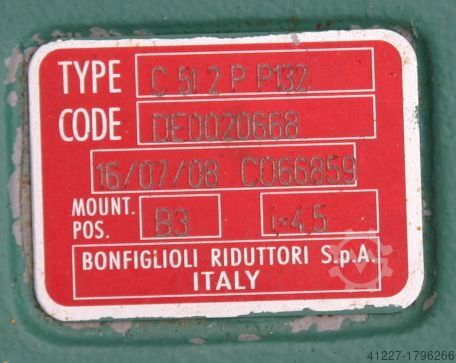 TYPE C 51 2 P P132
CODE DE0020668
16/07/08 C066859
MOUNT. POS. B3 i=4,5
BONFIGLIOLI RIDUTTORI S.p.A.
ITALY
41227-1796266